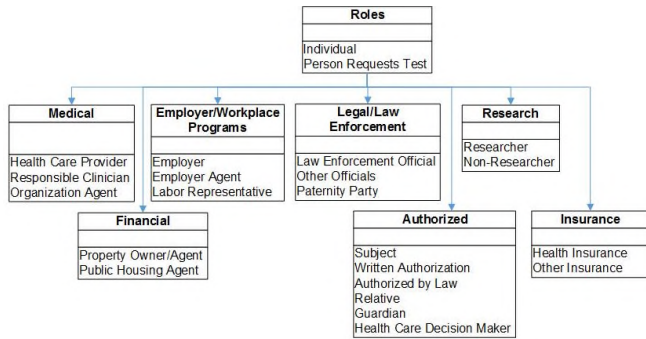 Roles
Individual
Person Requests Test
Medical
Health Care Provider
Responsible Clinician
Organization Agent
Employer/Workplace
Programs
Employer
Employer Agent
Labor Representative
Legal/Law
Enforcement
Law Enforcement Official
Other Officials
Paternity Party
Research
Researcher
Non-Researcher
Financial
Property Owner/Agent
Public Housing Agent
Authorized
Subject
Written Authorization
Authorized by Law
Relative
Guardian
Health Care Decision Maker
Insurance
Health Insurance
Other Insurance